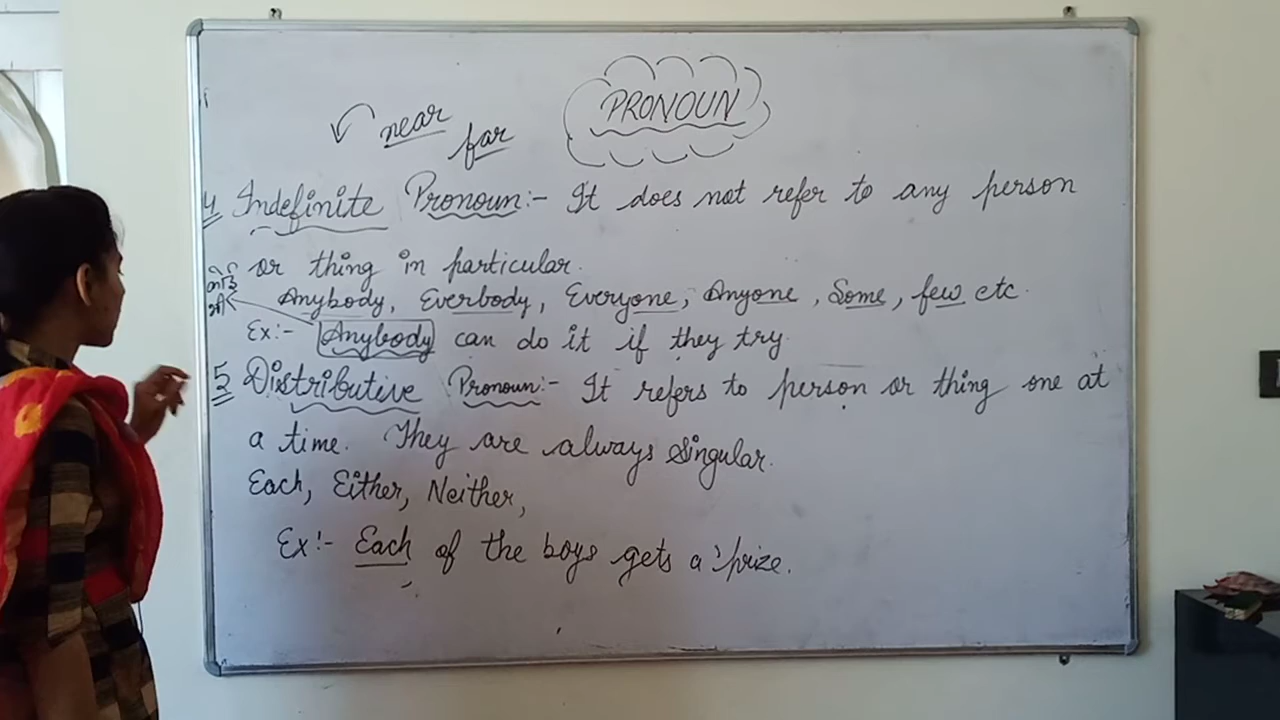 PRONOUN
near far
4 Indefinite Pronoun:- It does not refer to any person
or thing in particular.
कोई भी
Anybody, Everbody, Everyone, Anyone, Some, few etc.
Ex:- Anybody can do it if they try.
5 Distributive Pronoun:- It refers to person or thing one at
a time. They are always Singular.
Each, Either, Neither,
Ex:- Each of the boys gets a prize.